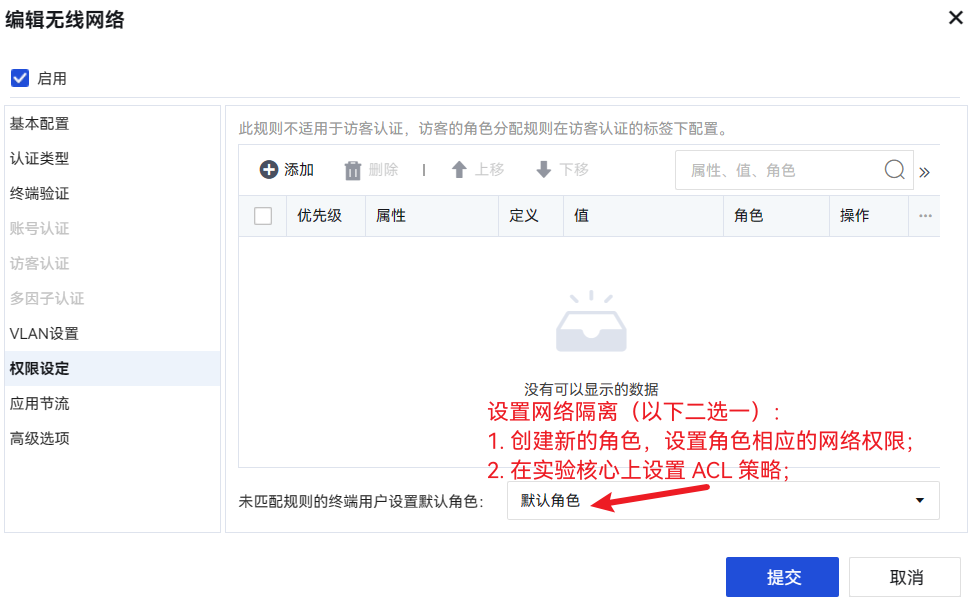 编辑无线网络
启用
基本配置
认证类型
终端验证
账号认证
访客认证
多因子认证
VLAN设置
权限设定
应用节流
高级选项
此规则不适用于访客认证，访客的角色分配规则在访客认证的标签下配置。
添加 删除 上移 下移 属性、值、角色
优先级 属性 定义 值 角色 操作
没有可以显示的数据
设置网络隔离（以下二选一）：
1. 创建新的角色，设置角色相应的网络权限；
2. 在实验核心上设置 ACL 策略；
未匹配规则的终端用户设置默认角色： 默认角色
提交 取消